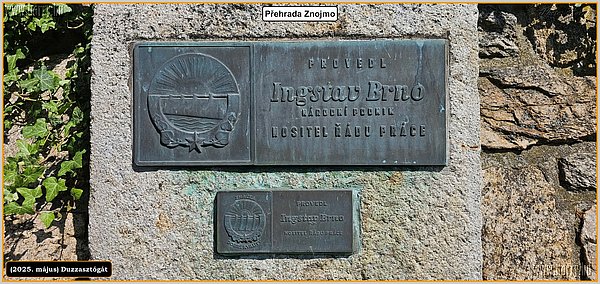 Přehrada Znojmo
PROVEDL
Ingstav Brno
NÁRODNÍ PODNIK
NOSITEL ŘÁDU PRÁCE
PROVEDL
Ingstav Brno
NOSITEL ŘÁDU PRÁCE
(2025. május) Duzzasztógát